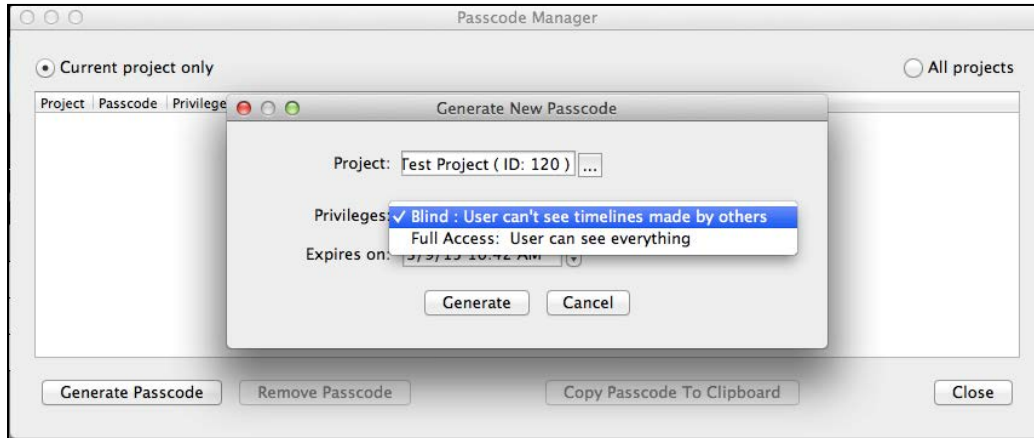 Passcode Manager
Current project only
All projects
Project Passcode Privilege
Generate New Passcode
Project: Test Project ( ID: 120 ) ...
Privileges: ✓ Blind : User can't see timelines made by others
Full Access: User can see everything
Expires on:
Generate Cancel
Generate Passcode Remove Passcode Copy Passcode To Clipboard Close